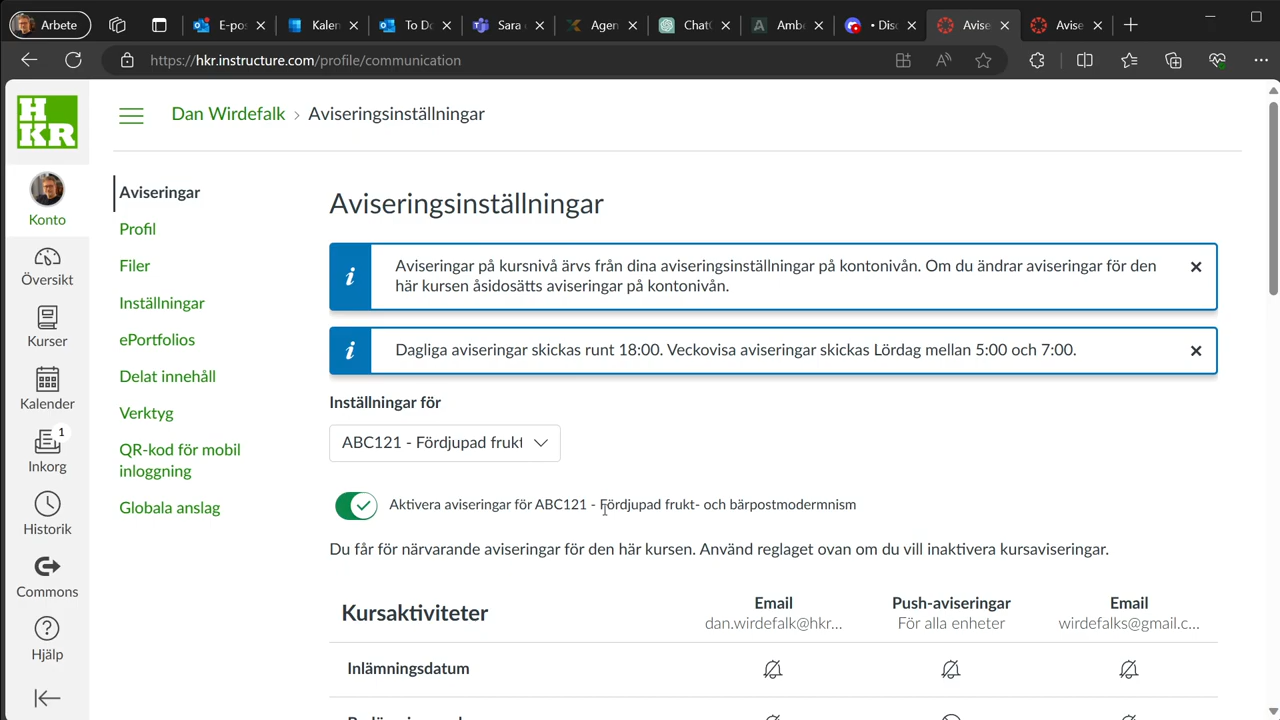 Arbete
E-pos
Kalen
To Do
Sara
Agen
Chat
Amb
• Disc
Avise
Avise
https://hkr.instructure.com/profile/communication
HKR
Dan Wirdefalk > Aviseringsinställningar
Konto
Översikt
Kurser
Kalender
1
Inkorg
Historik
Commons
Hjälp
Aviseringar
Profil
Filer
Inställningar
ePortfolios
Delat innehåll
Verktyg
QR-kod för mobil
inloggning
Globala anslag
Aviseringsinställningar
Aviseringar på kursnivå ärvs från dina aviseringsinställningar på kontonivån. Om du ändrar aviseringar för den
här kursen åsidosätts aviseringar på kontonivån.
Dagliga aviseringar skickas runt 18:00. Veckovisa aviseringar skickas Lördag mellan 5:00 och 7:00.
Inställningar för
ABC121 - Fördjupad frukt
Aktivera aviseringar för ABC121 - Fördjupad frukt- och bärpostmodermnism
Du får för närvarande aviseringar för den här kursen. Använd reglaget ovan om du vill inaktivera kursaviseringar.
Kursaktiviteter
Email
dan.wirdefalk@hkr...
Push-aviseringar
För alla enheter
Email
wirdefalks@gmail.c...
Inlämningsdatum